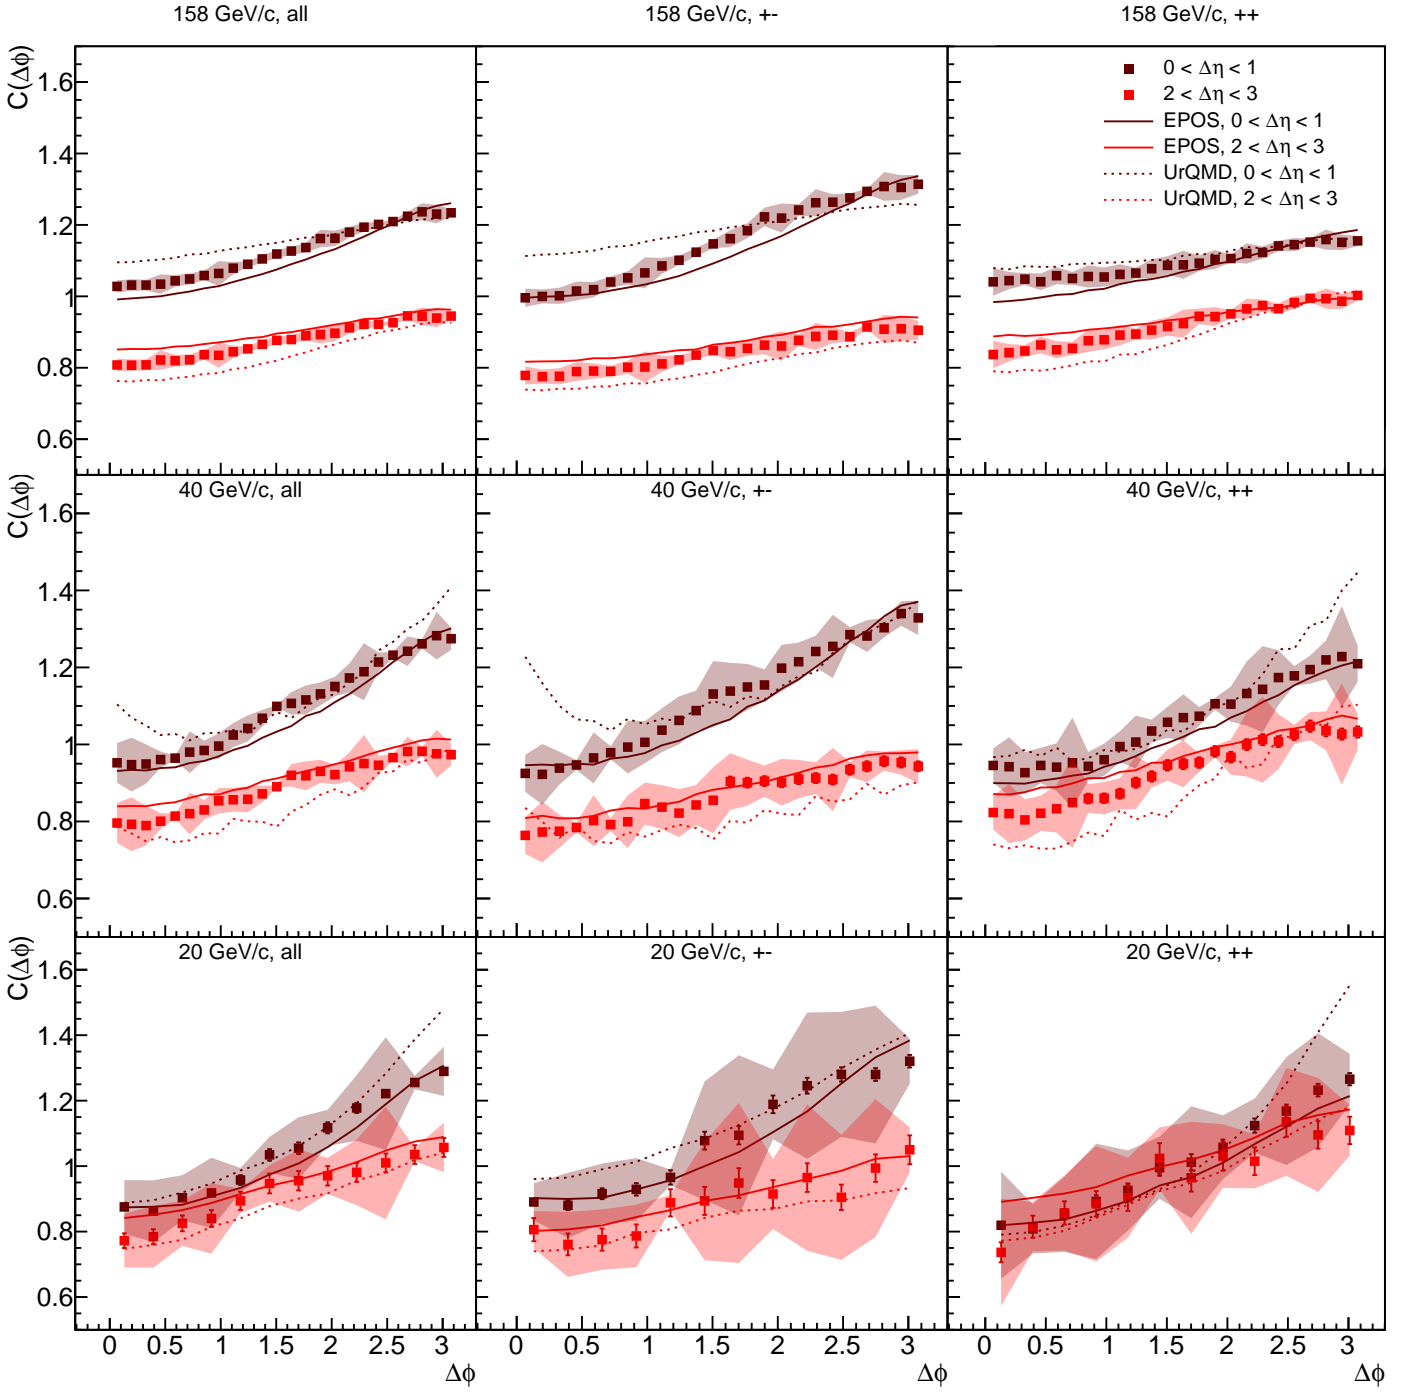 158 GeV/c, all
158 GeV/c, +-
158 GeV/c, ++
C(Δϕ)
1.6
1.4
1.2
1
0.8
0.6
0 < Δη < 1
2 < Δη < 3
EPOS, 0 < Δη < 1
EPOS, 2 < Δη < 3
UrQMD, 0 < Δη < 1
UrQMD, 2 < Δη < 3
40 GeV/c, all
40 GeV/c, +-
40 GeV/c, ++
C(Δϕ)
1.6
1.4
1.2
1
0.8
0.6
20 GeV/c, all
20 GeV/c, +-
20 GeV/c, ++
C(Δϕ)
1.6
1.4
1.2
1
0.8
0.6
0 0.5 1 1.5 2 2.5 3
0 0.5 1 1.5 2 2.5 3
0 0.5 1 1.5 2 2.5 3
Δϕ
Δϕ
Δϕ